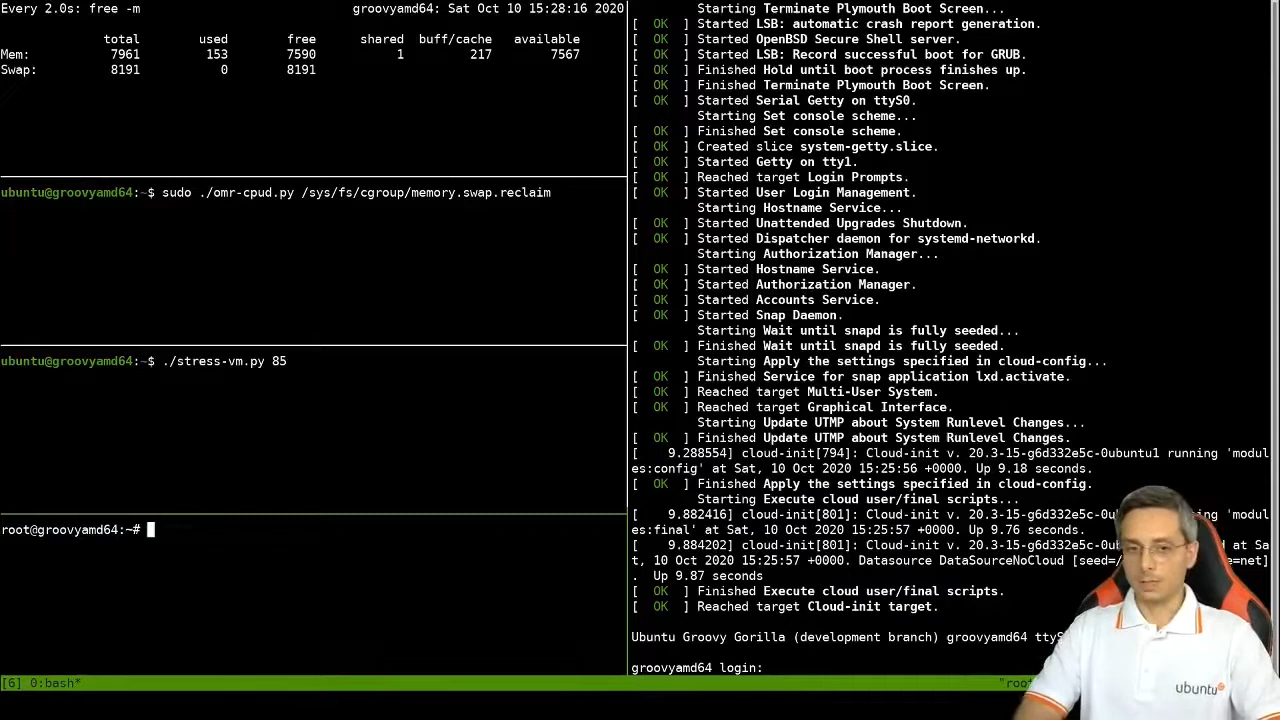 Every 2.0s: free -m groovyamd64: Sat Oct 10 15:28:16 2020
total used free shared buff/cache available
Mem: 7961 153 7590 1 217 7567
Swap: 8191 0 8191
ubuntu@groovyamd64:~$ sudo ./omr-cpud.py /sys/fs/cgroup/memory.swap.reclaim
ubuntu@groovyamd64:~$ ./stress-vm.py 85
root@groovyamd64:~#
Starting Terminate Plymouth Boot Screen...
[ OK ] Started LSB: automatic crash report generation.
[ OK ] Started OpenBSD Secure Shell server.
[ OK ] Started LSB: Record successful boot for GRUB.
[ OK ] Finished Hold until boot process finishes up.
[ OK ] Finished Terminate Plymouth Boot Screen.
[ OK ] Started Serial Getty on ttyS0.
Starting Set console scheme...
[ OK ] Finished Set console scheme.
[ OK ] Created slice system-getty.slice.
[ OK ] Started Getty on tty1.
[ OK ] Reached target Login Prompts.
[ OK ] Started User Login Management.
Starting Hostname Service...
[ OK ] Started Unattended Upgrades Shutdown.
[ OK ] Started Dispatcher daemon for systemd-networkd.
Starting Authorization Manager...
[ OK ] Started Hostname Service.
[ OK ] Started Authorization Manager.
[ OK ] Started Accounts Service.
[ OK ] Started Snap Daemon.
Starting Wait until snapd is fully seeded...
[ OK ] Finished Wait until snapd is fully seeded.
Starting Apply the settings specified in cloud-config...
[ OK ] Finished Service for snap application lxd.activate.
[ OK ] Reached target Multi-User System.
[ OK ] Reached target Graphical Interface.
Starting Update UTMP about System Runlevel Changes...
[ OK ] Finished Update UTMP about System Runlevel Changes.
[ 9.288554] cloud-init[794]: Cloud-init v. 20.3-15-g6d332e5c-0ubuntu1 running 'modul
es:config' at Sat, 10 Oct 2020 15:25:56 +0000. Up 9.18 seconds.
[ OK ] Finished Apply the settings specified in cloud-config.
Starting Execute cloud user/final scripts...
[ 9.882416] cloud-init[801]: Cloud-init v. 20.3-15-g6d332e5c-0ubuntu1 running 'modul
es:final' at Sat, 10 Oct 2020 15:25:57 +0000. Up 9.76 seconds.
[ 9.884202] cloud-init[801]: Cloud-init v. 20.3-15-g6d332e5c-0ub at Sa
t, 10 Oct 2020 15:25:57 +0000. Datasource DataSourceNoCloud [seed=/ =net]
. Up 9.87 seconds
[ OK ] Finished Execute cloud user/final scripts.
[ OK ] Reached target Cloud-init target.
Ubuntu Groovy Gorilla (development branch) groovyamd64 ttyS
groovyamd64 login:
[6] 0:bash* "roo
ubuntu